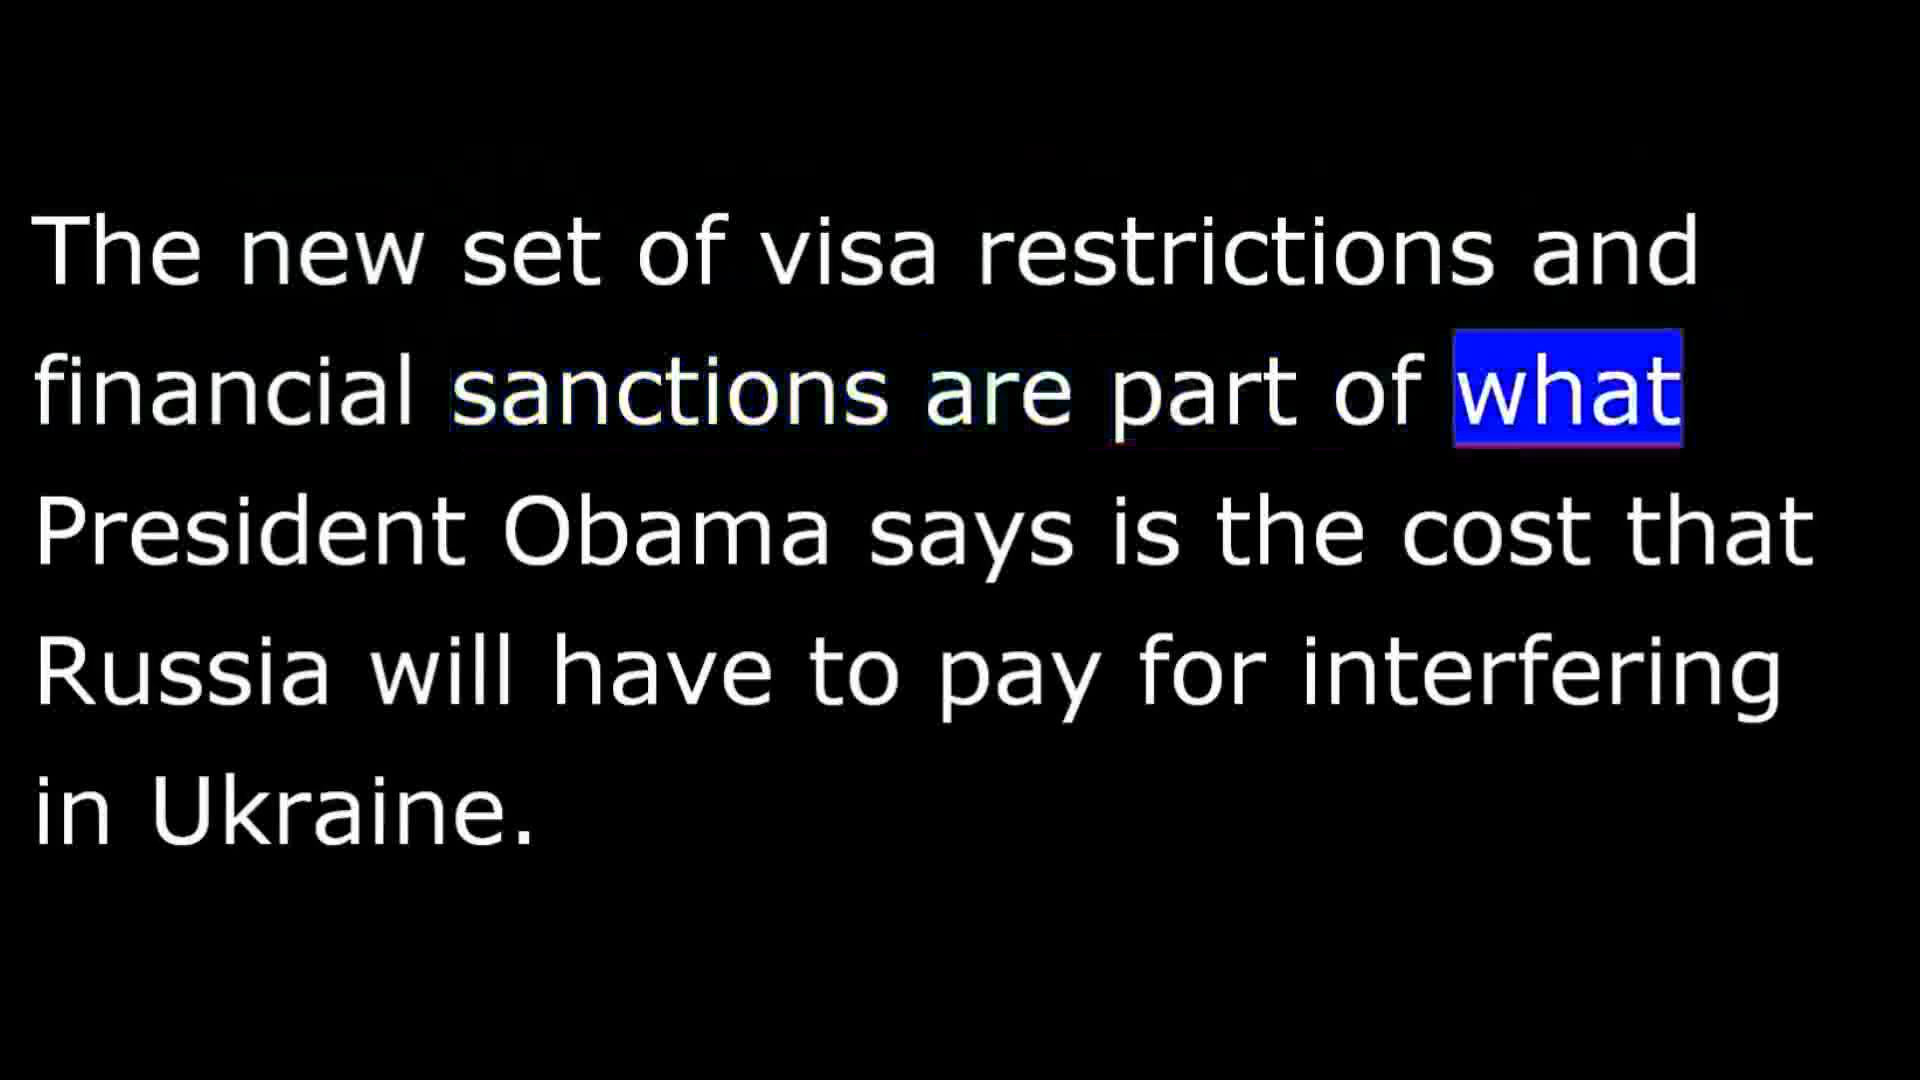 The new set of visa restrictions and
financial sanctions are part of what
President Obama says is the cost that
Russia will have to pay for interfering
in Ukraine.